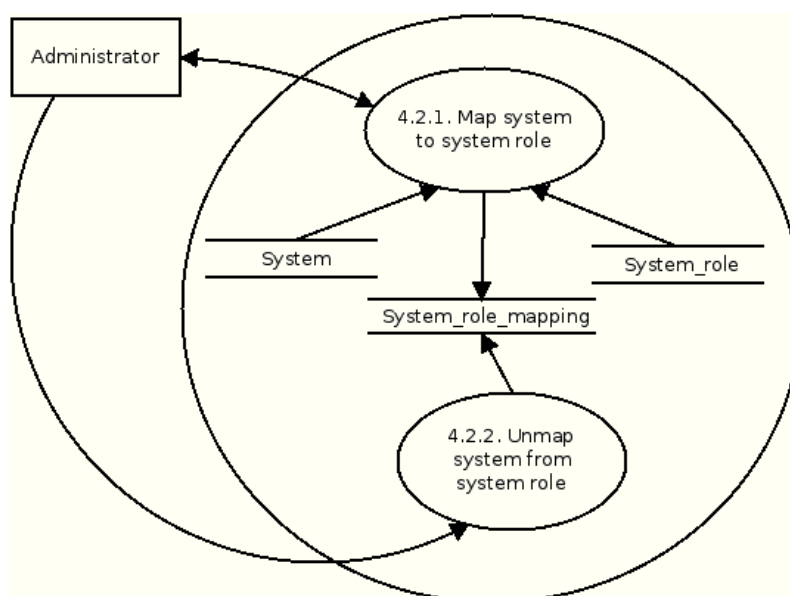 Administrator
4.2.1. Map system
to system role
System
System_role
System_role_mapping
4.2.2. Unmap
system from
system role